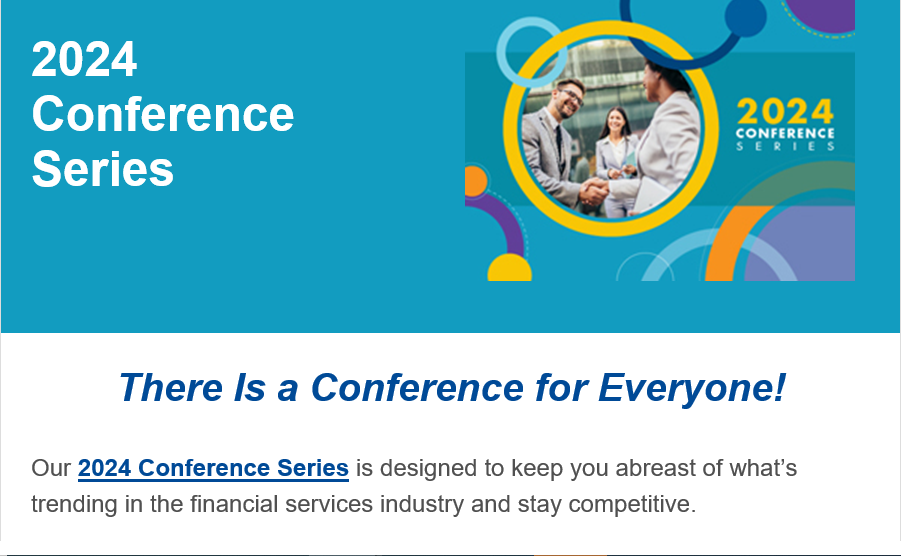 2024
Conference
Series
2024
CONFERENCE
SERIES
There Is a Conference for Everyone!
Our 2024 Conference Series is designed to keep you abreast of what’s
trending in the financial services industry and stay competitive.